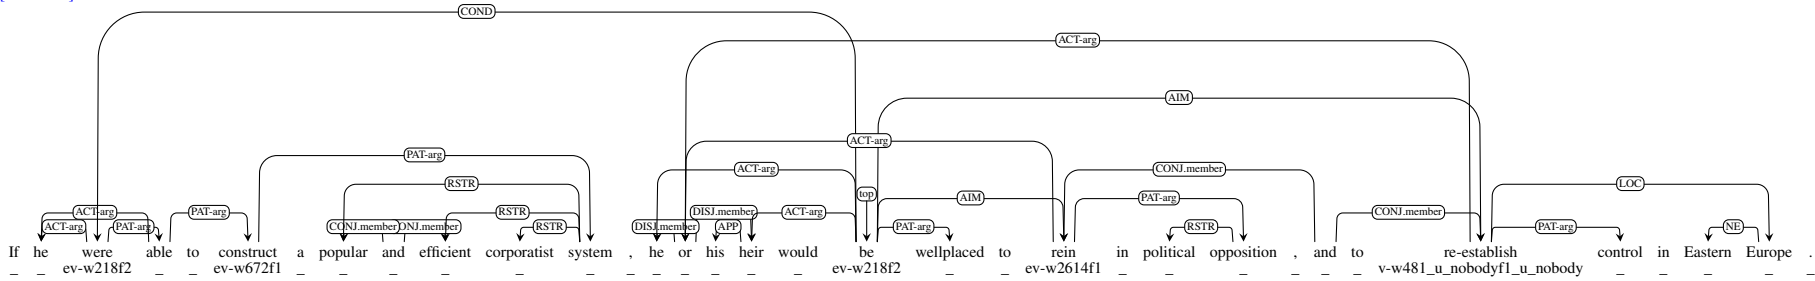 COND
ACT-arg
AIM
ACT-arg
PAT-arg
ACT-arg CONJ.member
RSTR top LOC
AIM PAT-arg
ACT-arg PAT-arg RSTR DISJ.member ACT-arg CONJ.member
ACT-arg PAT-arg CONJ.member ONJ.member RSTR DISJ.member APP PAT-arg RSTR PAT-arg NE
If he were able to construct a popular and efficient corporatist system , he or his heir would be wellplaced to rein in political opposition , and to re-establish control in Eastern Europe .
_ _ ev-w218f2 _ _ ev-w672f1 _ _ _ _ _ _ _ _ _ _ _ _ ev-w218f2 _ _ ev-w2614f1 _ _ _ _ _ _ v-w481_u_nobodyf1_u_nobody _ _ _ _ _